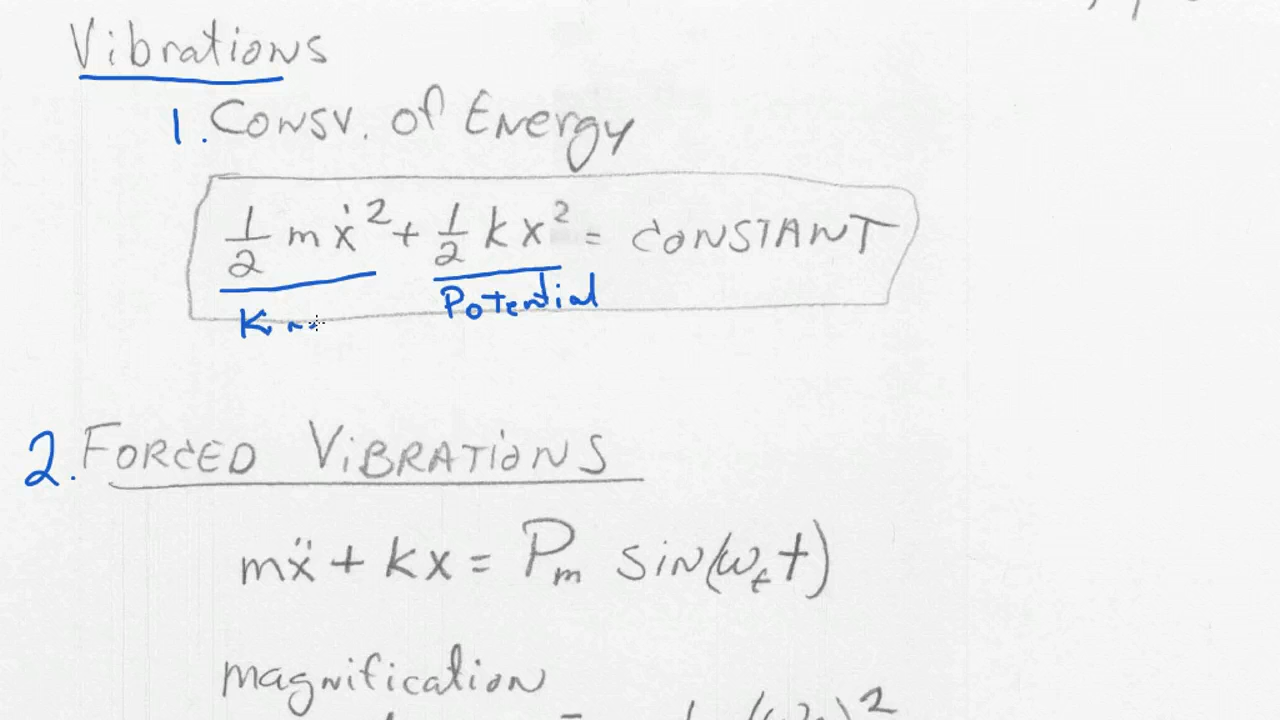 Vibrations
1. Consv. of Energy
1/2 mẋ² + 1/2 kx² = CONSTANT
Potential
2. FORCED VIBRATIONS
mẍ + kx = Pm sin(ωf t)
magnification